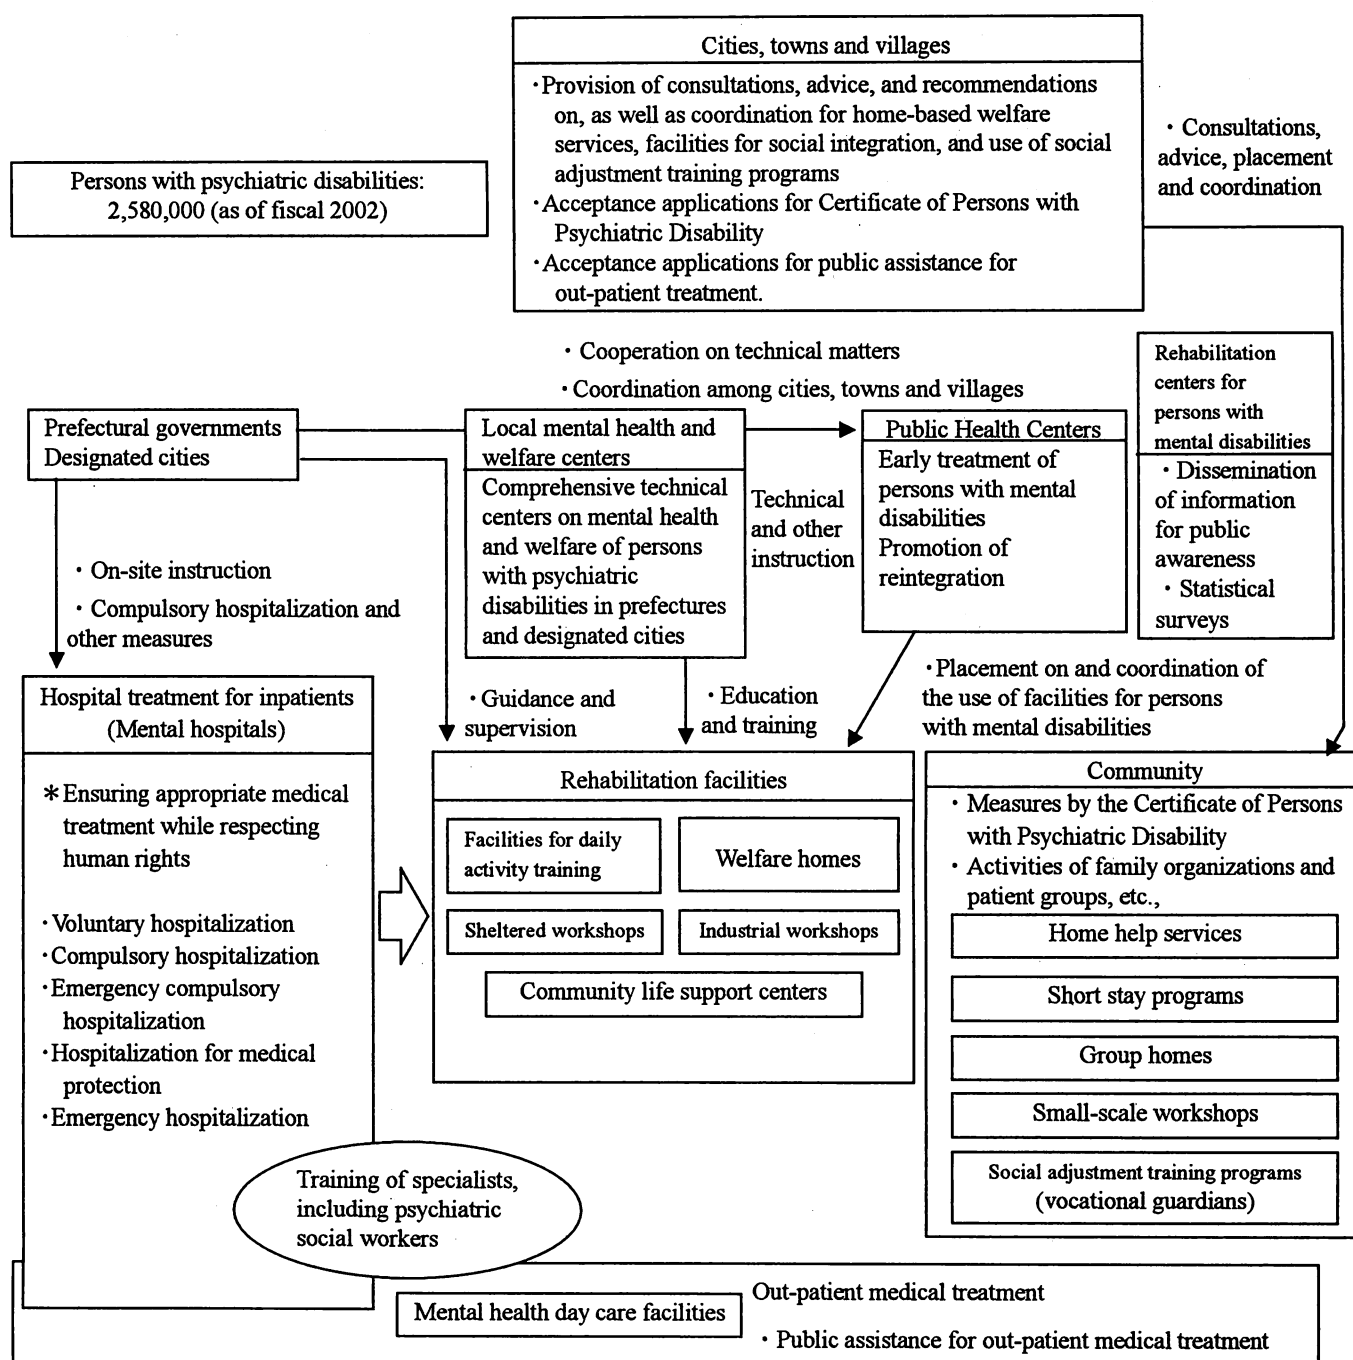 Cities, towns and villages
・Provision of consultations, advice, and recommendations
on, as well as coordination for home-based welfare
services, facilities for social integration, and use of social
adjustment training programs
・Acceptance applications for Certificate of Persons with
Psychiatric Disability
・Acceptance applications for public assistance for
out-patient treatment.
・Consultations,
advice, placement
and coordination
Persons with psychiatric disabilities:
2,580,000 (as of fiscal 2002)
・Cooperation on technical matters
・Coordination among cities, towns and villages
Rehabilitation
centers for
persons with
mental disabilities
・Dissemination
of information
for public
awareness
・Statistical
surveys
Prefectural governments
Designated cities
Local mental health and
welfare centers
Comprehensive technical
centers on mental health
and welfare of persons
with psychiatric
disabilities in prefectures
and designated cities
Technical
and other
instruction
Public Health Centers
Early treatment of
persons with mental
disabilities
Promotion of
reintegration
・On-site instruction
・Compulsory hospitalization and
other measures
・Guidance and
supervision
・Education
and training
・Placement on and coordination of
the use of facilities for persons
with mental disabilities
Hospital treatment for inpatients
(Mental hospitals)
＊Ensuring appropriate medical
treatment while respecting
human rights
・Voluntary hospitalization
・Compulsory hospitalization
・Emergency compulsory
hospitalization
・Hospitalization for medical
protection
・Emergency hospitalization
Rehabilitation facilities
Facilities for daily
activity training
Welfare homes
Sheltered workshops
Industrial workshops
Community life support centers
Community
・Measures by the Certificate of Persons
with Psychiatric Disability
・Activities of family organizations and
patient groups, etc.,
Home help services
Short stay programs
Group homes
Small-scale workshops
Social adjustment training programs
(vocational guardians)
Training of specialists,
including psychiatric
social workers
Mental health day care facilities
Out-patient medical treatment
・Public assistance for out-patient medical treatment